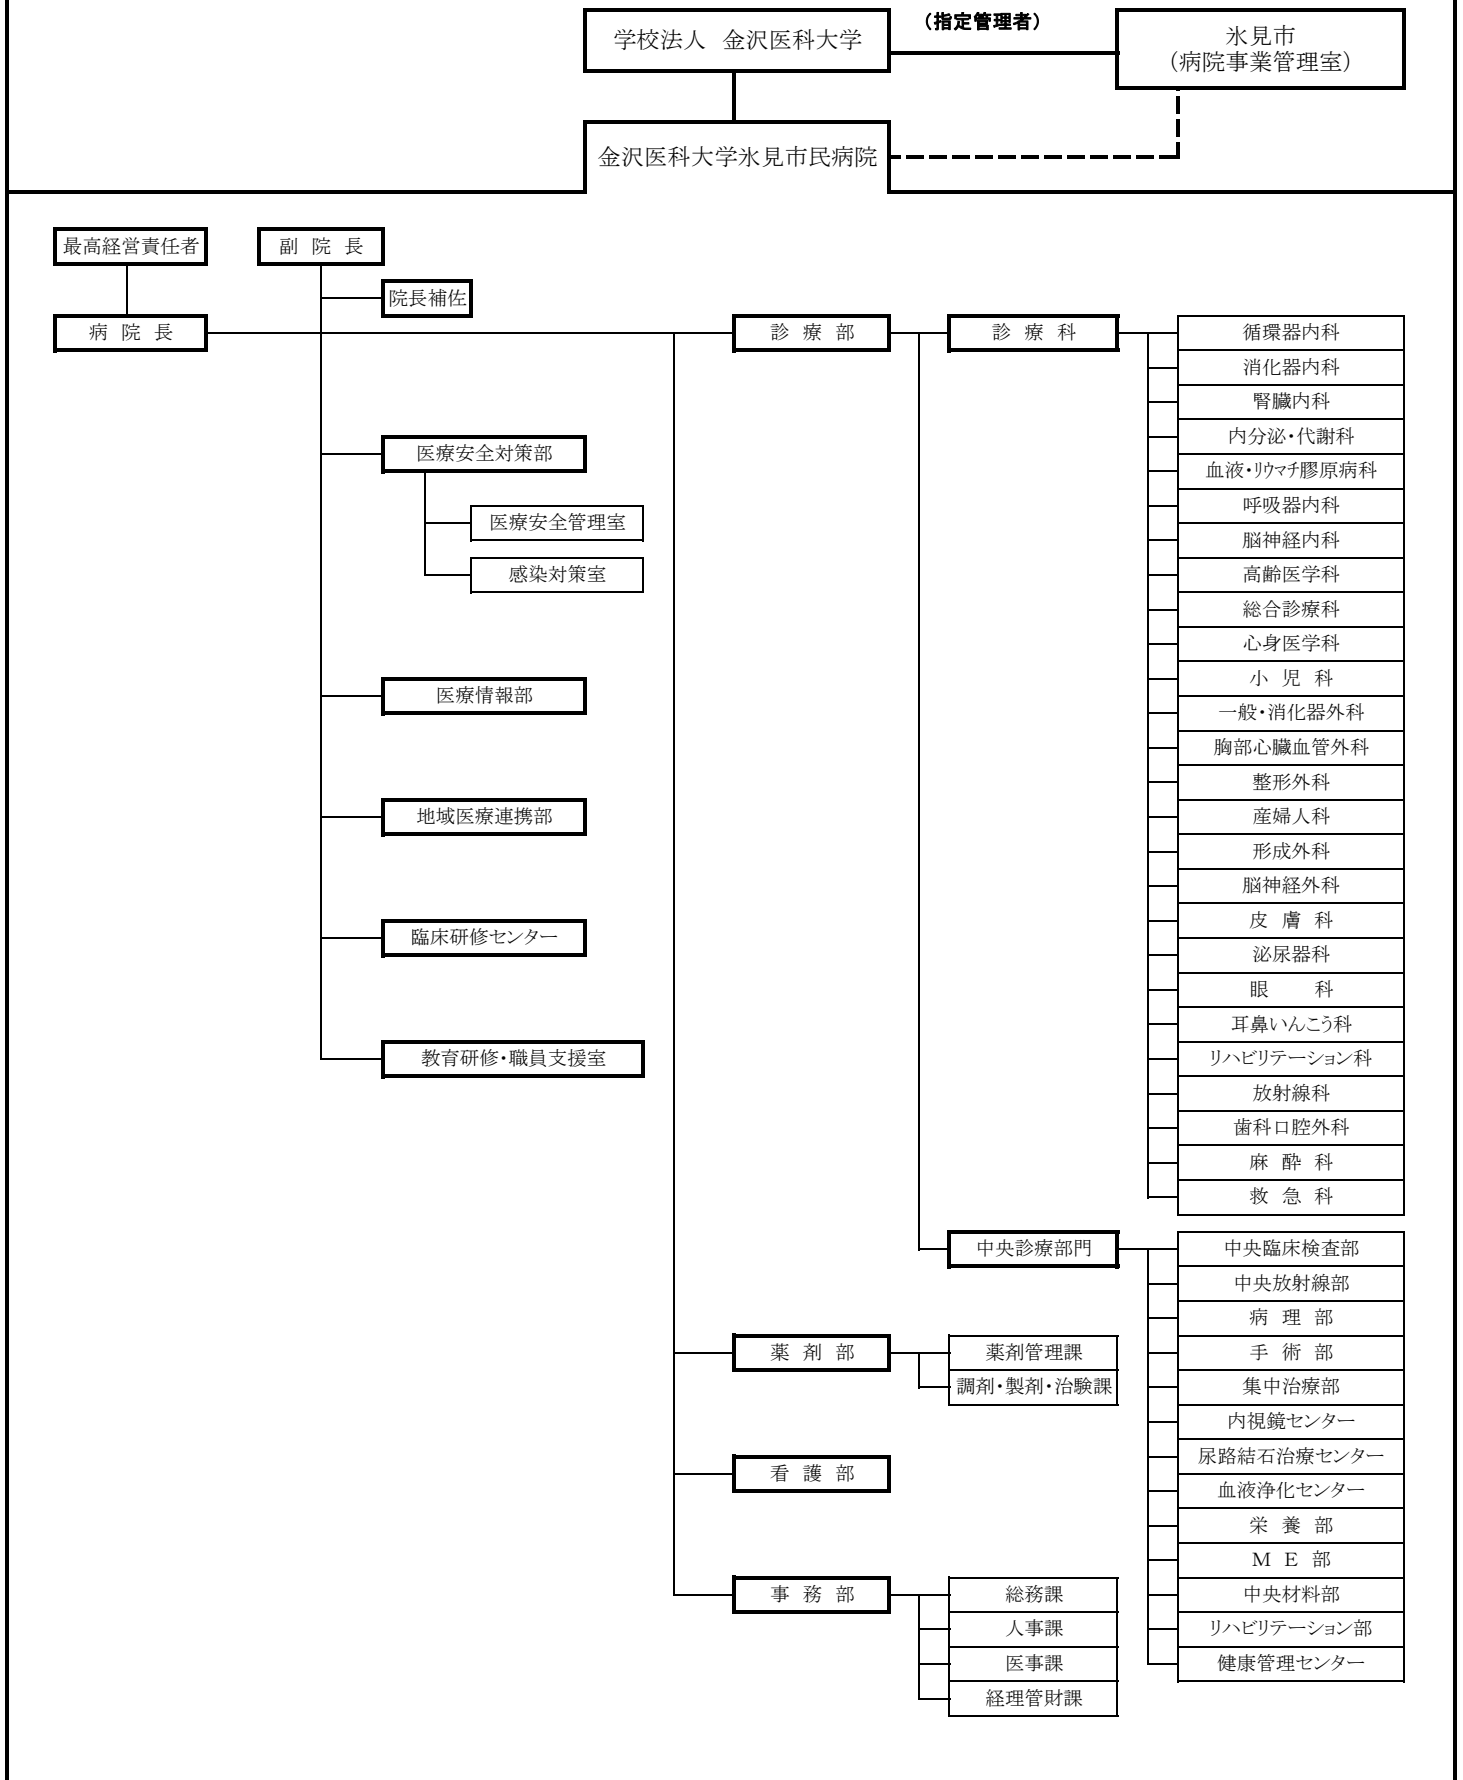 学校法人　金沢医科大学
（指定管理者）
氷見市
（病院事業管理室）
金沢医科大学氷見市民病院
最高経営責任者
副　院　長
院長補佐
病　院　長
診　療　部
診　療　科
循環器内科
消化器内科
腎臓内科
内分泌・代謝科
血液・リウマチ膠原病科
呼吸器内科
脳神経内科
高齢医学科
総合診療科
心身医学科
小　児　科
一般・消化器外科
胸部心臓血管外科
整形外科
産婦人科
形成外科
脳神経外科
皮　膚　科
泌尿器科
眼　　　科
耳鼻いんこう科
リハビリテーション科
放射線科
歯科口腔外科
麻　酔　科
救　急　科
医療安全対策部
医療安全管理室
感染対策室
医療情報部
地域医療連携部
臨床研修センター
教育研修・職員支援室
中央診療部門
中央臨床検査部
中央放射線部
病　理　部
手　術　部
集中治療部
内視鏡センター
尿路結石治療センター
血液浄化センター
栄　養　部
Ｍ　Ｅ　部
中央材料部
リハビリテーション部
健康管理センター
薬　剤　部
薬剤管理課
調剤・製剤・治験課
看　護　部
事　務　部
総務課
人事課
医事課
経理管財課